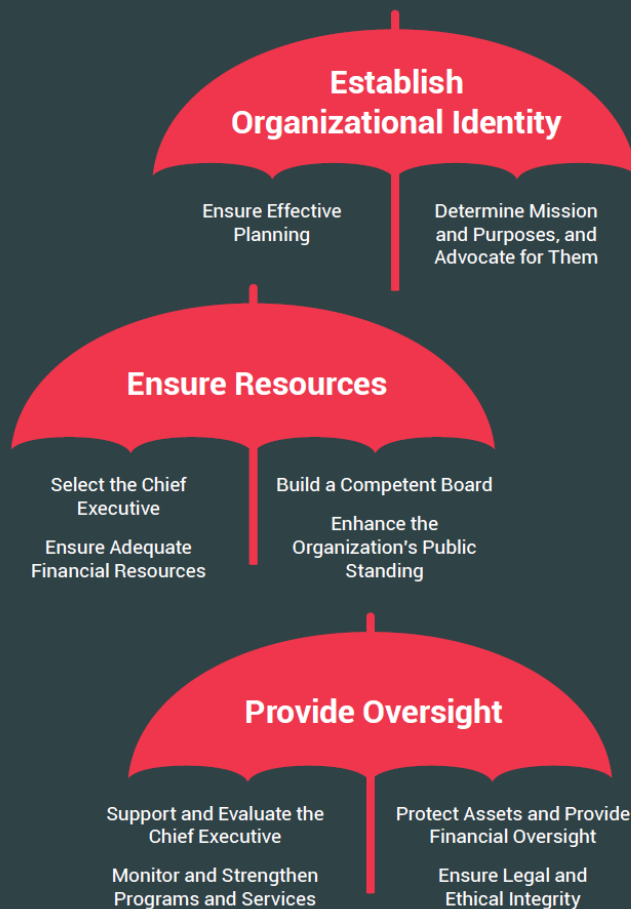 Establish
Organizational Identity
Ensure Effective
Planning
Determine Mission
and Purposes, and
Advocate for Them
Ensure Resources
Select the Chief
Executive
Ensure Adequate
Financial Resources
Build a Competent Board
Enhance the
Organization's Public
Standing
Provide Oversight
Support and Evaluate the
Chief Executive
Monitor and Strengthen
Programs and Services
Protect Assets and Provide
Financial Oversight
Ensure Legal and
Ethical Integrity